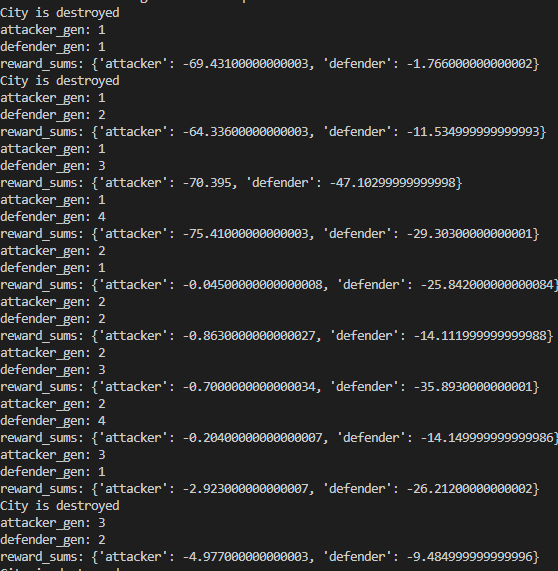 City is destroyed
attacker_gen: 1
defender_gen: 1
reward_sums: {'attacker': -69.43100000000003, 'defender': -1.766000000000002}
City is destroyed
attacker_gen: 1
defender_gen: 2
reward_sums: {'attacker': -64.33600000000003, 'defender': -11.534999999999993}
attacker_gen: 1
defender_gen: 3
reward_sums: {'attacker': -70.395, 'defender': -47.10299999999998}
attacker_gen: 1
defender_gen: 4
reward_sums: {'attacker': -75.41000000000003, 'defender': -29.30300000000001}
attacker_gen: 2
defender_gen: 1
reward_sums: {'attacker': -0.04500000000000008, 'defender': -25.842000000000084}
attacker_gen: 2
defender_gen: 2
reward_sums: {'attacker': -0.8630000000000027, 'defender': -14.111999999999988}
attacker_gen: 2
defender_gen: 3
reward_sums: {'attacker': -0.7000000000000034, 'defender': -35.8930000000001}
attacker_gen: 2
defender_gen: 4
reward_sums: {'attacker': -0.20400000000000007, 'defender': -14.149999999999986}
attacker_gen: 3
defender_gen: 1
reward_sums: {'attacker': -2.923000000000007, 'defender': -26.21200000000002}
City is destroyed
attacker_gen: 3
defender_gen: 2
reward_sums: {'attacker': -4.977000000000003, 'defender': -9.484999999999996}